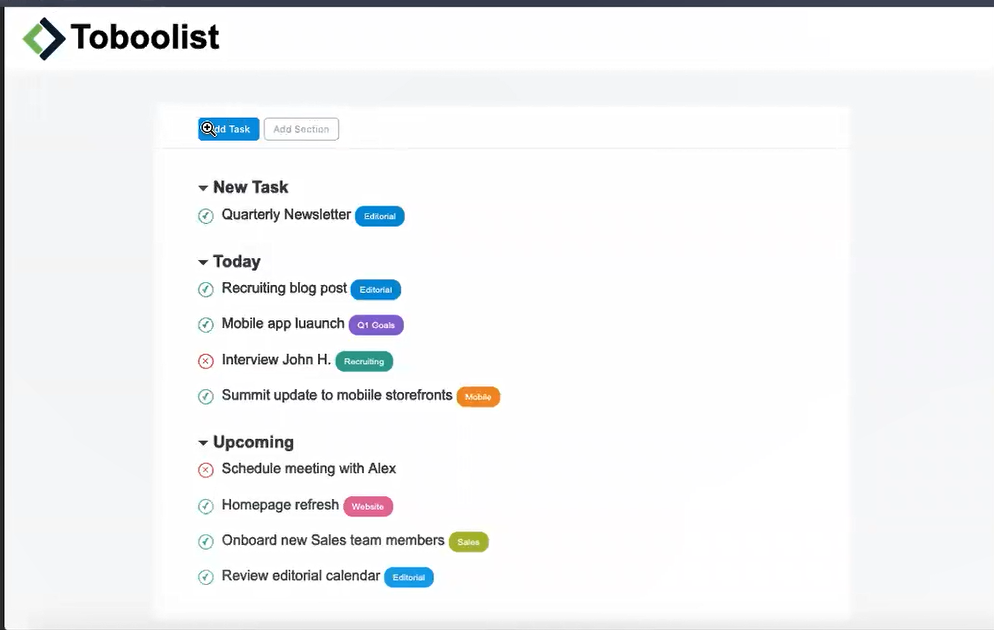 Toboolist
Add Task Add Section
New Task
Quarterly Newsletter Editorial
Today
Recruiting blog post Editorial
Mobile app luaunch Q1 Goals
Interview John H. Recruiting
Summit update to mobiile storefronts Mobile
Upcoming
Schedule meeting with Alex
Homepage refresh Website
Onboard new Sales team members Sales
Review editorial calendar Editorial